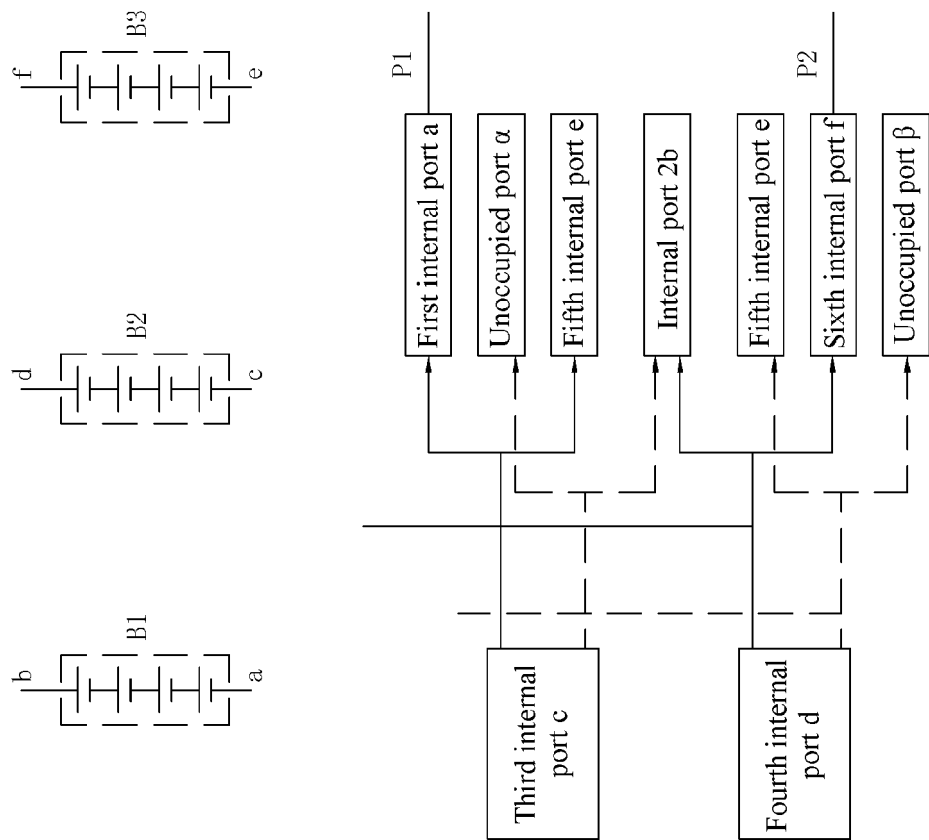 b
B1
a
d
B2
c
f
B3
e
Third internal
port c
Fourth internal
port d
First internal port a
Unoccupied port α
Fifth internal port e
Internal port 2b
Fifth internal port e
Sixth internal port f
Unoccupied port β
P1
P2